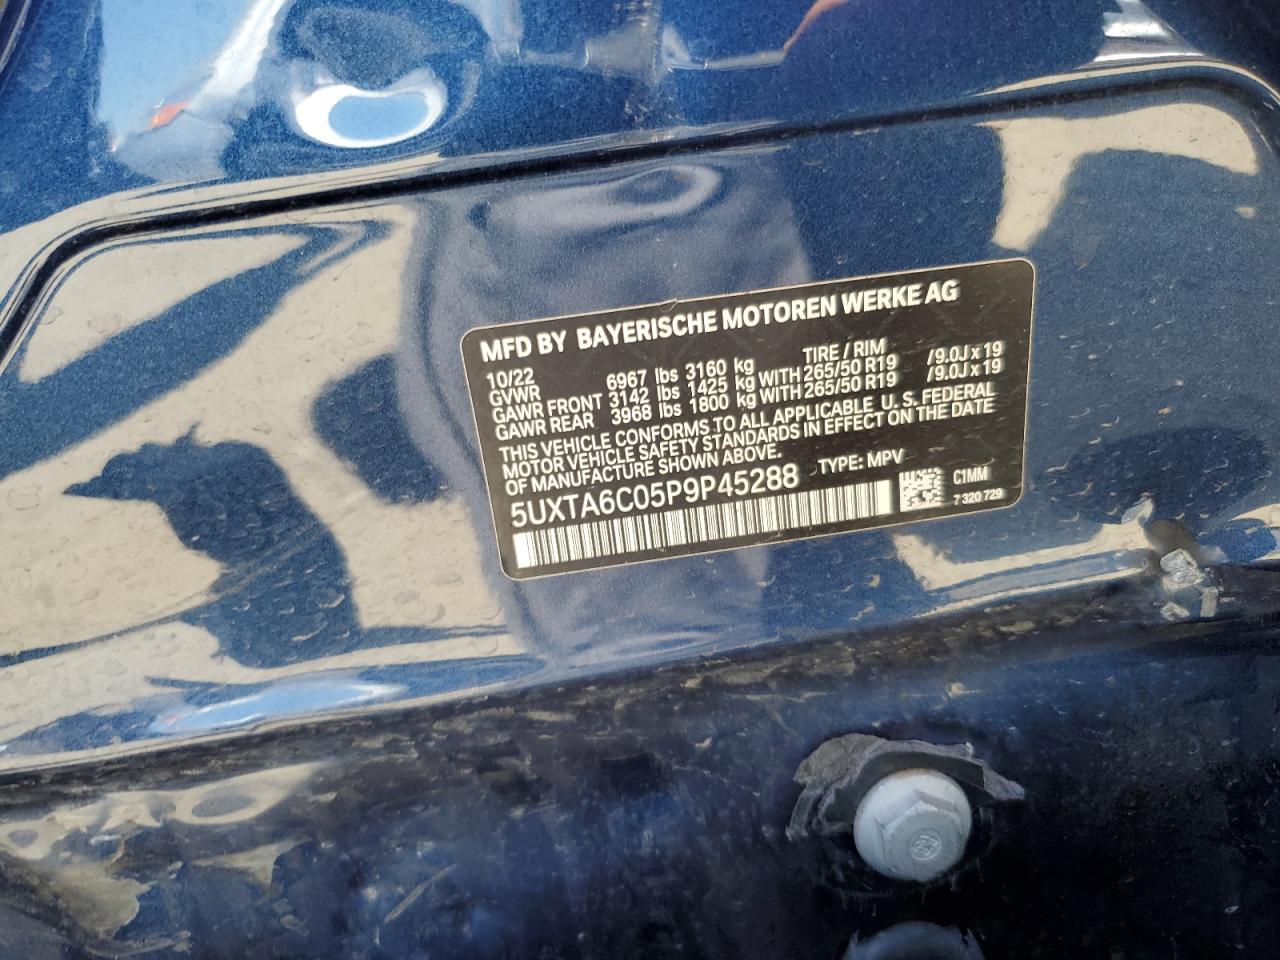 MFD BY BAYERISCHE MOTOREN WERKE AG
10/22 TIRE / RIM
GVWR 6967 lbs 3160 kg
GAWR FRONT 3142 lbs 1425 kg WITH 265/50 R19 /9.0J x 19
GAWR REAR 3968 lbs 1800 kg WITH 265/50 R19 /9.0J x 19
THIS VEHICLE CONFORMS TO ALL APPLICABLE U. S. FEDERAL
MOTOR VEHICLE SAFETY STANDARDS IN EFFECT ON THE DATE
OF MANUFACTURE SHOWN ABOVE.
5UXTA6C05P9P45288 TYPE: MPV
C1MM
7 320 729